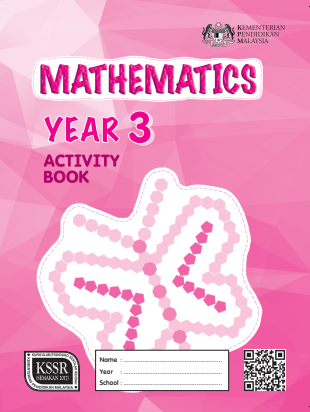 KEMENTERIAN
PENDIDIKAN
MALAYSIA
MATHEMATICS
YEAR 3
ACTIVITY
BOOK
KSSR
(SEMAKAN 2017)
Name :
Year :
School :